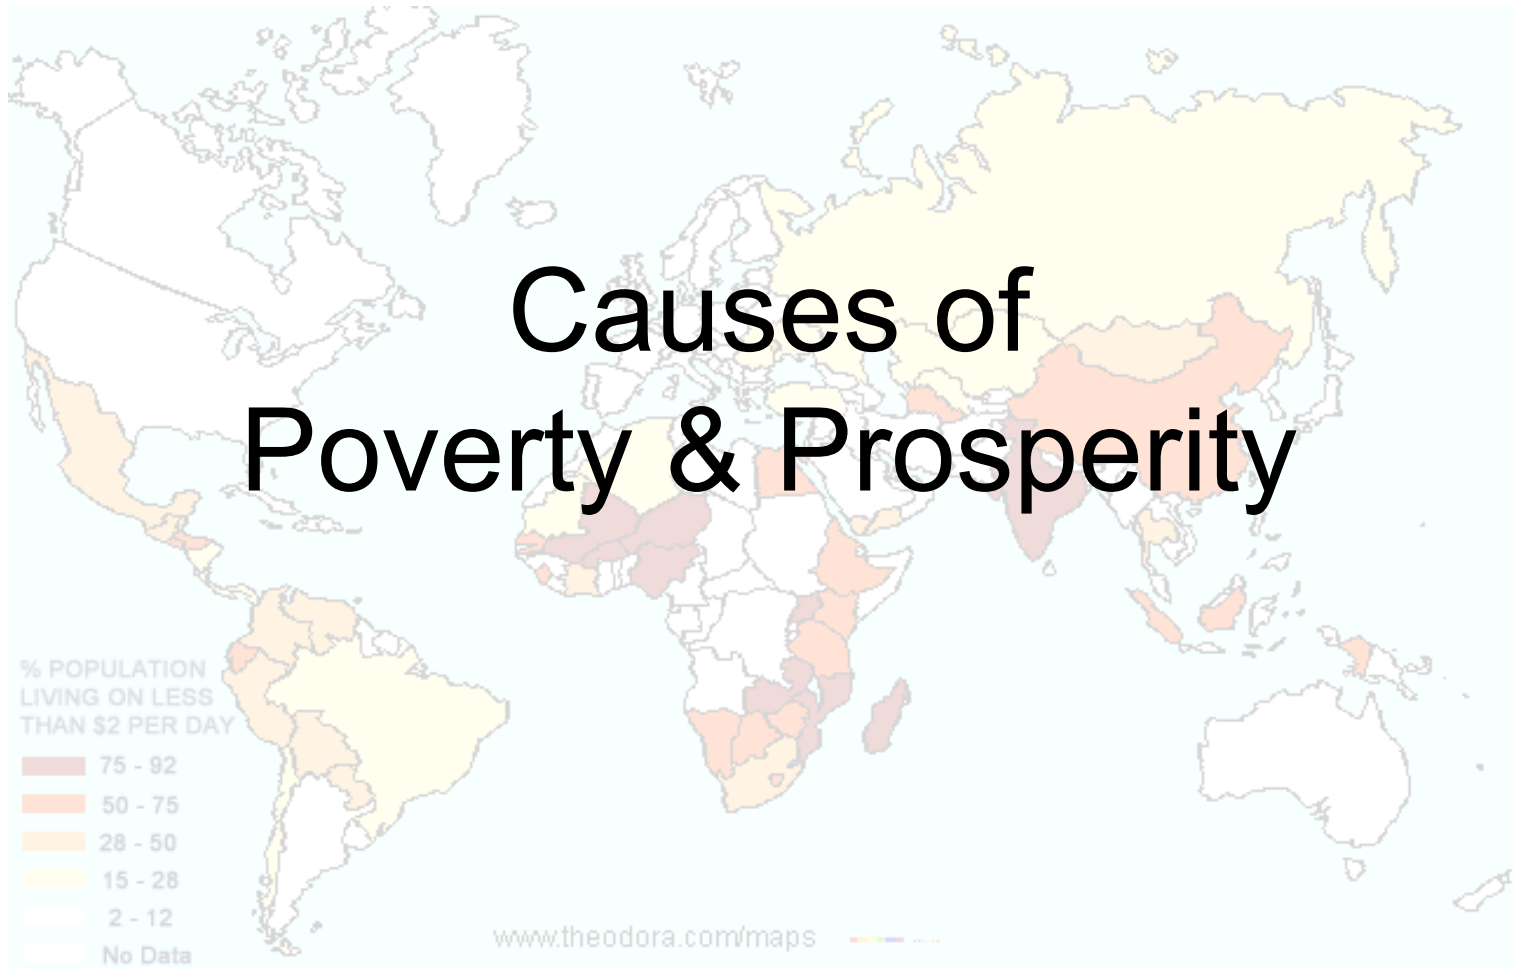 Causes of
Poverty & Prosperity
% POPULATION
LIVING ON LESS
THAN $2 PER DAY
75 - 92
50 - 75
28 - 50
15 - 28
2 - 12
No Data
www.theodora.com/maps